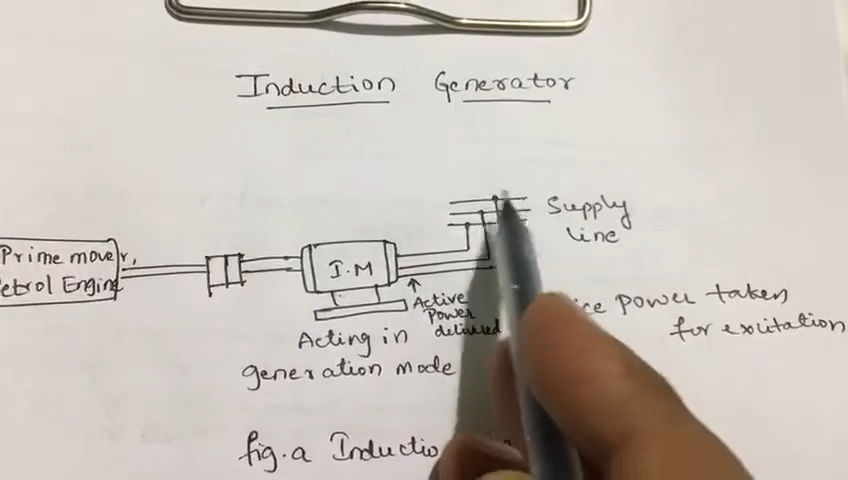 Induction Generator
Supply
line
Prime mover,
etrol Engine
I.M
Active
Power
delivered
power taken
for excitation
Acting in
generation mode
fig.a Inductio